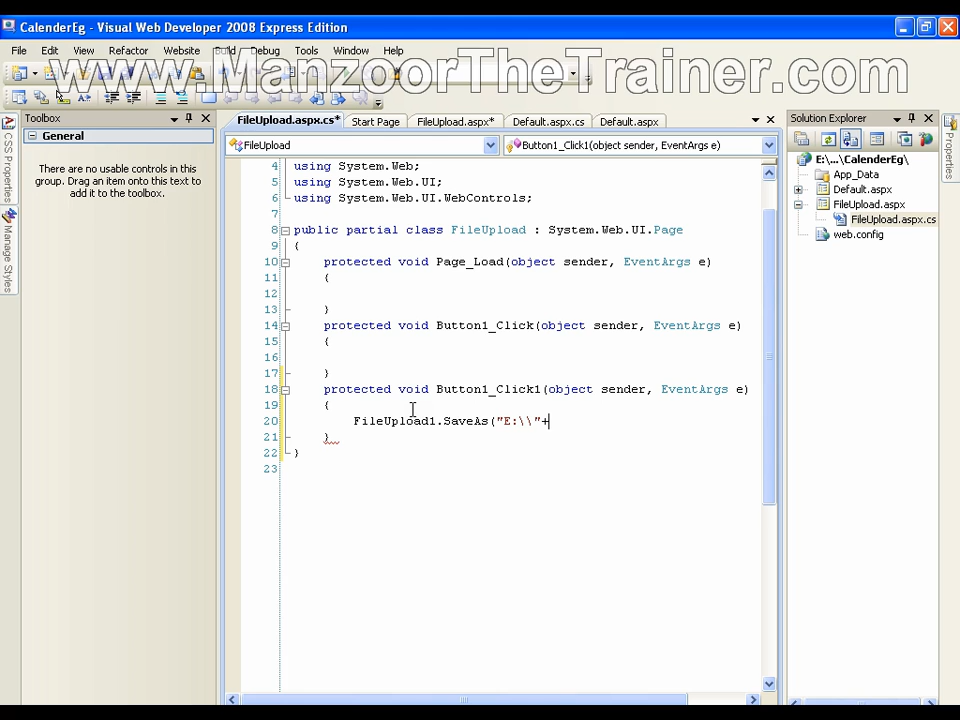 CalenderEg - Visual Web Developer 2008 Express Edition
File Edit View Refactor Website Build Debug Tools Window Help
www.ManzoorTheTrainer.com
Toolbox
General
There are no usable controls in this
group. Drag an item onto this text to
add it to the toolbox.
CSS Properties
Manage Styles
FileUpload.aspx.cs* Start Page FileUpload.aspx* Default.aspx.cs Default.aspx
FileUpload Button1_Click1(object sender, EventArgs e)
4 using System.Web;
5 using System.Web.UI;
6 using System.Web.UI.WebControls;
7
8 public partial class FileUpload : System.Web.UI.Page
9 {
10 protected void Page_Load(object sender, EventArgs e)
11 {
12
13 }
14 protected void Button1_Click(object sender, EventArgs e)
15 {
16
17 }
18 protected void Button1_Click1(object sender, EventArgs e)
19 {
20 FileUpload1.SaveAs("E:\\"+
21 }
22 }
23
Solution Explorer
E:\...\CalenderEg\
App_Data
Default.aspx
FileUpload.aspx
FileUpload.aspx.cs
web.config
Properties